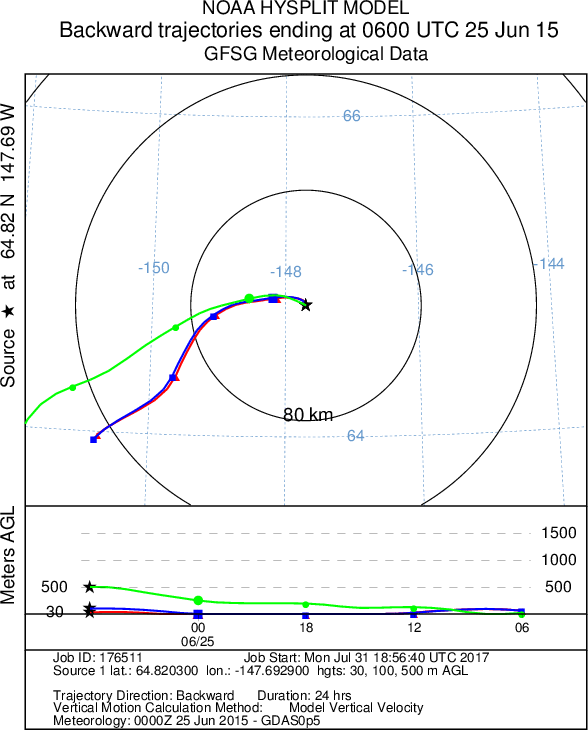 NOAA HYSPLIT MODEL
Backward trajectories ending at 0600 UTC 25 Jun 15
GFSG Meteorological Data
Source ★ at 64.82 N 147.69 W
66
-150
-148
-146
-144
80 km
64
Meters AGL
1500
1000
500
500
30
00
18
12
06
06/25
Job ID: 176511 Job Start: Mon Jul 31 18:56:40 UTC 2017
Source 1 lat.: 64.820300 lon.: -147.692900 hgts: 30, 100, 500 m AGL
Trajectory Direction: Backward Duration: 24 hrs
Vertical Motion Calculation Method: Model Vertical Velocity
Meteorology: 0000Z 25 Jun 2015 - GDAS0p5